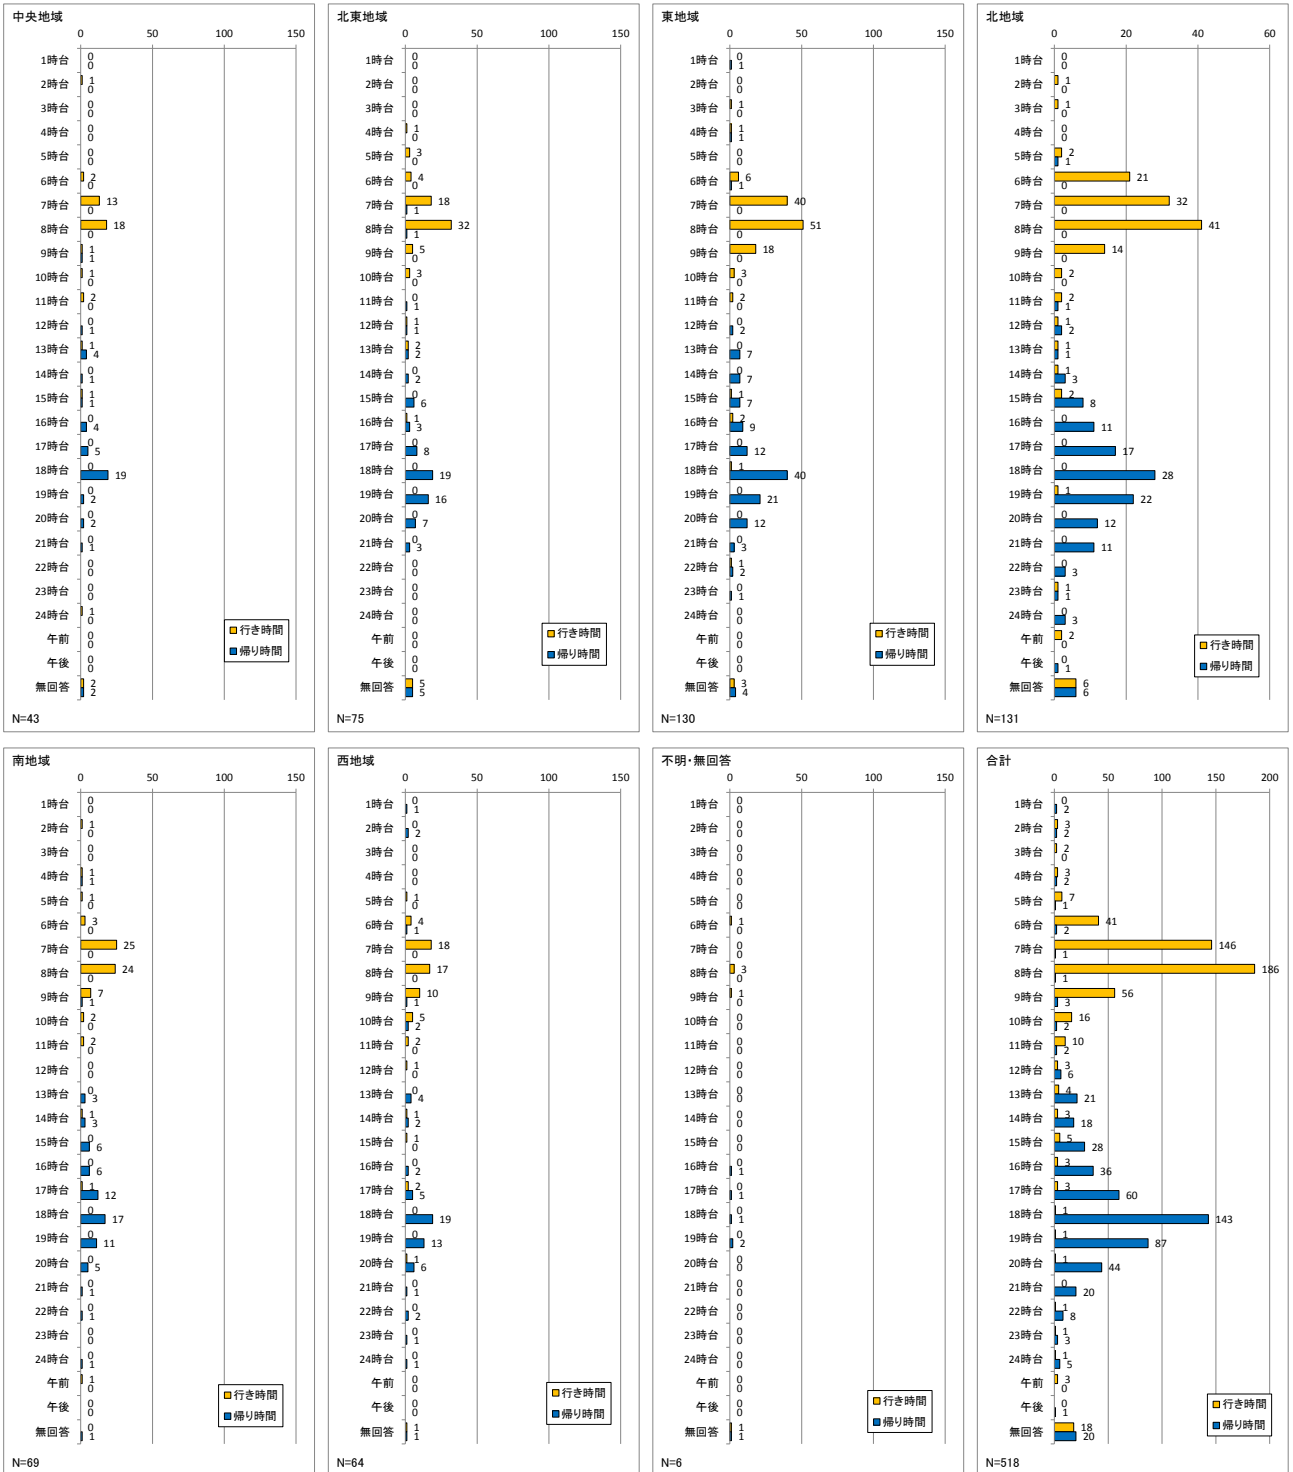 中央地域
0 50 100 150
1時台 0 0
2時台 1 0
3時台 0 0
4時台 0 0
5時台 0 0
6時台 2 0
7時台 13 0
8時台 18 0
9時台 1 1
10時台 1 0
11時台 2 0
12時台 0 1
13時台 1 4
14時台 0 1
15時台 1 1
16時台 0 4
17時台 0 5
18時台 0 19
19時台 0 2
20時台 0 2
21時台 0 1
22時台 0 0
23時台 0 0
24時台 1 0
午前 0 0
午後 0 0
無回答 2 2
行き時間
帰り時間
N=43
北東地域
0 50 100 150
1時台 0 0
2時台 0 0
3時台 0 0
4時台 1 0
5時台 3 0
6時台 4 0
7時台 18 1
8時台 32 1
9時台 5 0
10時台 3 0
11時台 0 1
12時台 1 1
13時台 2 2
14時台 0 2
15時台 0 6
16時台 1 3
17時台 0 8
18時台 0 19
19時台 0 16
20時台 0 7
21時台 0 3
22時台 0 0
23時台 0 0
24時台 0 0
午前 0 0
午後 0 0
無回答 5 5
行き時間
帰り時間
N=75
東地域
0 50 100 150
1時台 0 1
2時台 0 0
3時台 1 0
4時台 1 1
5時台 0 0
6時台 6 1
7時台 40 0
8時台 51 0
9時台 18 0
10時台 3 0
11時台 2 0
12時台 0 2
13時台 0 7
14時台 0 7
15時台 1 7
16時台 2 9
17時台 0 12
18時台 1 40
19時台 0 21
20時台 0 12
21時台 0 3
22時台 1 2
23時台 0 1
24時台 0 0
午前 0 0
午後 0 0
無回答 3 4
行き時間
帰り時間
N=130
北地域
0 20 40 60
1時台 0 0
2時台 1 0
3時台 1 0
4時台 0 0
5時台 2 1
6時台 21 0
7時台 32 0
8時台 41 0
9時台 14 0
10時台 2 0
11時台 2 1
12時台 1 2
13時台 1 1
14時台 1 3
15時台 2 8
16時台 0 11
17時台 0 17
18時台 0 28
19時台 1 22
20時台 0 12
21時台 0 11
22時台 0 3
23時台 1 1
24時台 0 3
午前 2 0
午後 0 1
無回答 6 6
行き時間
帰り時間
N=131
南地域
0 50 100 150
1時台 0 0
2時台 1 0
3時台 0 0
4時台 1 1
5時台 1 0
6時台 3 0
7時台 25 0
8時台 24 0
9時台 7 1
10時台 2 0
11時台 2 0
12時台 0 0
13時台 0 3
14時台 1 3
15時台 0 6
16時台 0 6
17時台 1 12
18時台 0 17
19時台 0 11
20時台 0 5
21時台 0 1
22時台 0 1
23時台 0 0
24時台 0 1
午前 1 0
午後 0 0
無回答 0 1
行き時間
帰り時間
N=69
西地域
0 50 100 150
1時台 0 1
2時台 0 2
3時台 0 0
4時台 0 0
5時台 1 0
6時台 4 1
7時台 18 0
8時台 17 0
9時台 10 1
10時台 5 2
11時台 2 0
12時台 1 0
13時台 0 4
14時台 1 2
15時台 1 0
16時台 0 2
17時台 2 5
18時台 0 19
19時台 0 13
20時台 1 6
21時台 0 1
22時台 0 2
23時台 0 1
24時台 0 1
午前 0 0
午後 0 0
無回答 1 1
行き時間
帰り時間
N=64
不明・無回答
0 50 100 150
1時台 0 0
2時台 0 0
3時台 0 0
4時台 0 0
5時台 0 0
6時台 1 0
7時台 0 0
8時台 3 0
9時台 1 0
10時台 0 0
11時台 0 0
12時台 0 0
13時台 0 0
14時台 0 0
15時台 0 0
16時台 0 1
17時台 0 1
18時台 0 1
19時台 0 2
20時台 0 0
21時台 0 0
22時台 0 0
23時台 0 0
24時台 0 0
午前 0 0
午後 0 0
無回答 1 1
行き時間
帰り時間
N=6
合計
0 50 100 150 200
1時台 0 2
2時台 3 2
3時台 2 0
4時台 3 2
5時台 7 1
6時台 41 2
7時台 146 1
8時台 186 1
9時台 56 3
10時台 16 2
11時台 10 2
12時台 3 6
13時台 4 21
14時台 3 18
15時台 5 28
16時台 3 36
17時台 3 60
18時台 1 143
19時台 1 87
20時台 1 44
21時台 0 20
22時台 1 8
23時台 1 3
24時台 1 5
午前 3 0
午後 0 1
無回答 18 20
行き時間
帰り時間
N=518